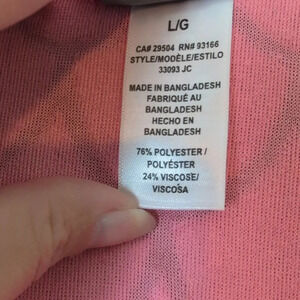 L/G
CA# 29504 RN# 93166
STYLE/MODÈLE/ESTILO
33093 JC
MADE IN BANGLADESH
FABRIQUÉ AU
BANGLADESH
HECHO EN
BANGLADESH
76% POLYESTER /
POLYÉSTER
24% VISCOSE/
VISCOSA